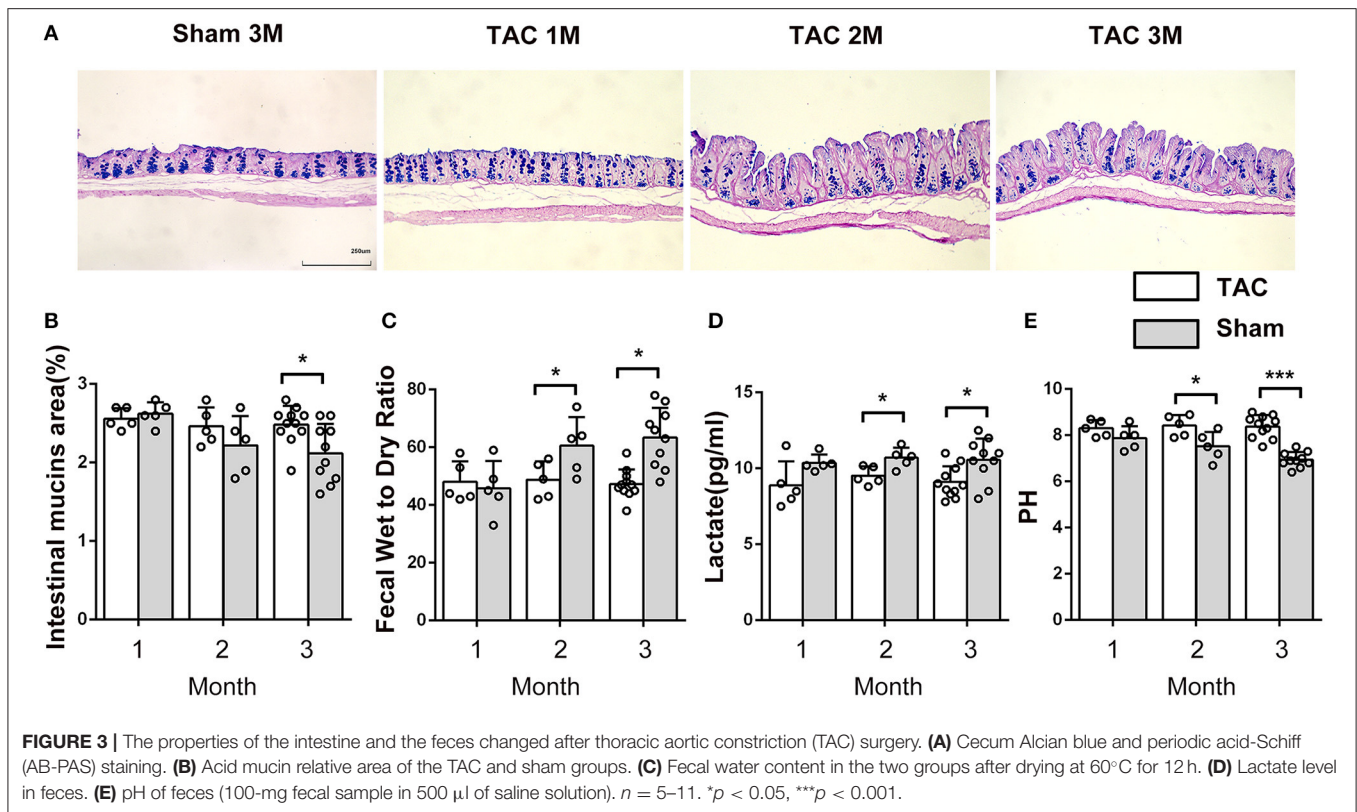 A
Sham 3M
TAC 1M
TAC 2M
TAC 3M
250um
TAC
Sham
B
Intestinal mucins area(%)
3
2
1
0
*
1 2 3
Month
C
Fecal Wet to Dry Ratio
80
60
40
20
0
*
*
1 2 3
Month
D
Lactate(pg/ml)
15
10
5
0
*
*
1 2 3
Month
E
PH
10
8
6
4
2
0
*
***
1 2 3
Month
FIGURE 3 | The properties of the intestine and the feces changed after thoracic aortic constriction (TAC) surgery. (A) Cecum Alcian blue and periodic acid-Schiff
(AB-PAS) staining. (B) Acid mucin relative area of the TAC and sham groups. (C) Fecal water content in the two groups after drying at 60°C for 12 h. (D) Lactate level
in feces. (E) pH of feces (100-mg fecal sample in 500 μl of saline solution). n = 5–11. *p < 0.05, ***p < 0.001.